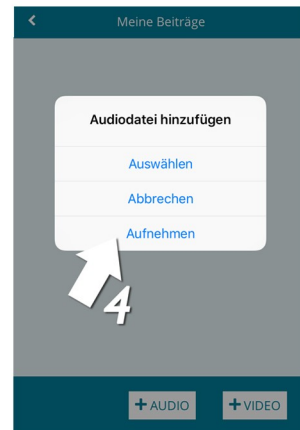 Meine Beiträge
Audiodatei hinzufügen
Auswählen
Abbrechen
Aufnehmen
4
+ AUDIO
+ VIDEO